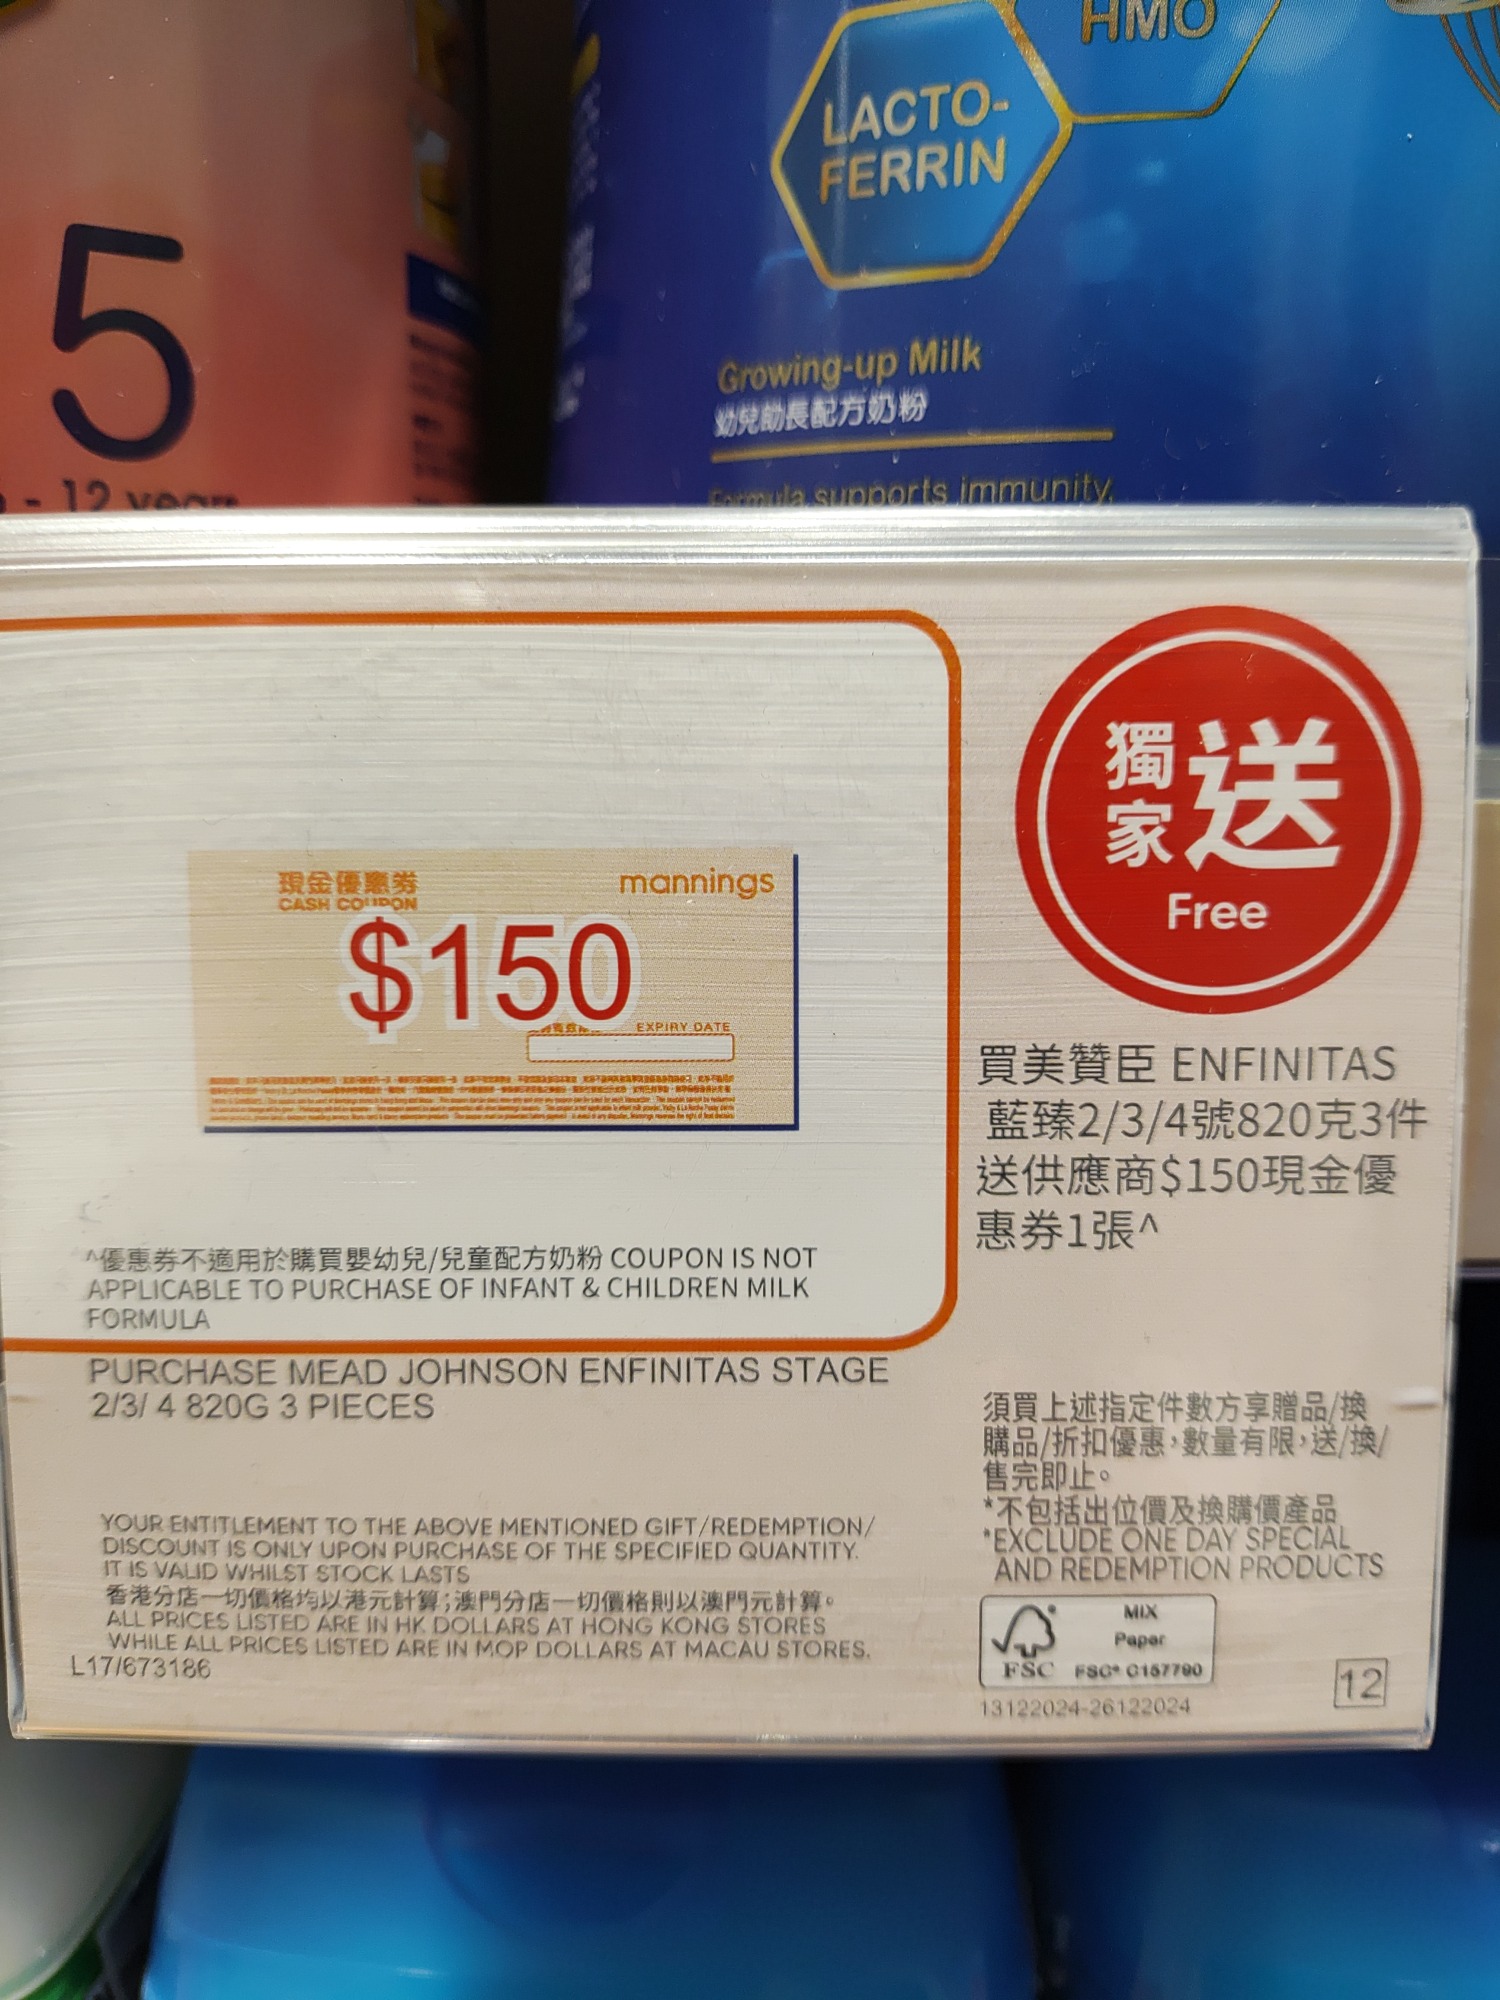 HMO
LACTO-
FERRIN
5
- 12 years
Growing-up Milk
幼兒助長配方奶粉
Formula supports immunity,
獨家送
Free
現金優惠券
mannings
CASH COUPON
$150
EXPIRY DATE
買美贊臣 ENFINITAS
藍臻2/3/4號820克3件
送供應商$150現金優
惠券1張^
^優惠券不適用於購買嬰幼兒/兒童配方奶粉 COUPON IS NOT
APPLICABLE TO PURCHASE OF INFANT & CHILDREN MILK
FORMULA
PURCHASE MEAD JOHNSON ENFINITAS STAGE
2/3/ 4 820G 3 PIECES
須買上述指定件數方享贈品/換
購品/折扣優惠,數量有限,送/換/
售完即止。
*不包括出位價及換購價產品
*EXCLUDE ONE DAY SPECIAL
AND REDEMPTION PRODUCTS
YOUR ENTITLEMENT TO THE ABOVE MENTIONED GIFT/REDEMPTION/
DISCOUNT IS ONLY UPON PURCHASE OF THE SPECIFIED QUANTITY.
IT IS VALID WHILST STOCK LASTS
香港分店一切價格均以港元計算;澳門分店一切價格則以澳門元計算。
ALL PRICES LISTED ARE IN HK DOLLARS AT HONG KONG STORES
WHILE ALL PRICES LISTED ARE IN MOP DOLLARS AT MACAU STORES.
L17/673186
MIX
Paper
FSC
FSC® C157790
13122024-26122024
12